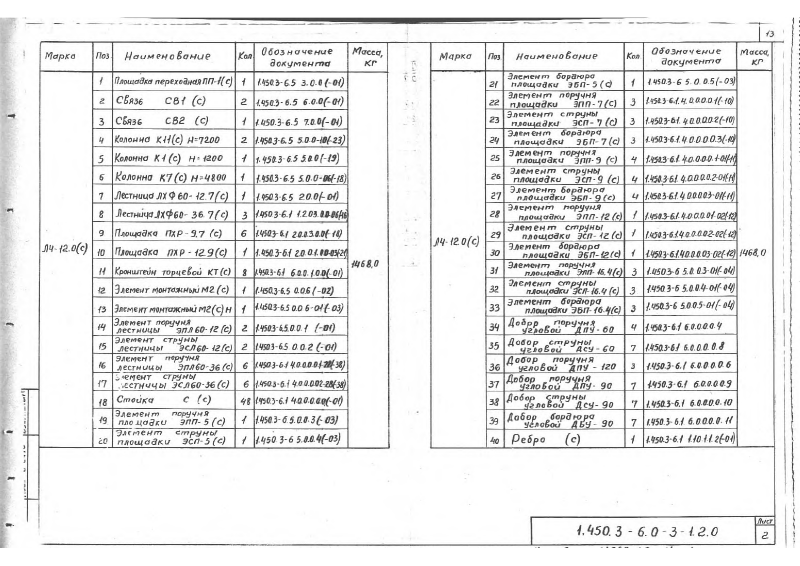 13
Марка Поз Наименование Кол. Обозначение документа Масса, кг
Л4-12.0(с) 1468,0
1 Площадка переходная ПП-1(с) 1 1.450.3-6.5 3.0.0(-01)
2 Связь СВ1 (с) 2 1.450.3-6.5 6.0.0(-01)
3 Связь СВ2 (с) 1 1.450.3-6.5 7.0.0(-01)
4 Колонна К11(с) Н=7200 2 1.450.3-6.5 5.0.0-10(-23)
5 Колонна К1(с) Н=1200 1 1.450.3-6.5 5.0.0(-19)
6 Колонна К7(с) Н=4800 1 1.450.3-6.5 5.0.0-06(-18)
7 Лестница ЛХФ60-12.7(с) 1 1.450.3-6.5 2.0.0(-01)
8 Лестница ЛХФ60-36.7(с) 3 1.450.3-6.1 1.2.0.3.
9 Площадка ПХР-9.7(с) 6 1.450.3-6.1 2.0.0.3.0.0
10 Площадка ПХР-12.9(с) 1 1.450.3-6.1 2.0.0.1.
11 Кронштейн торцевой КТ(с) 8 1.450.3-6.1 6.0.0.1.0.0(-01)
12 Элемент монтажный М2(с) 1 1.450.3-6.5 0.0.6(-02)
13 Элемент монтажный М2(с)н 1 1.450.3-6.5 0.0.6-01(-03)
14 Элемент поручня лестницы ЭПЛ60-12(с) 2 1.450.3-6.5 0.0.1 (-01)
15 Элемент струны лестницы ЭСЛ60-12(с) 2 1.450.3-6.5 0.0.2(-01)
16 Элемент поручня лестницы ЭПЛ60-36(с) 6 1.450.3-6.1 4.0.0.0.0.1
17 Элемент струны лестницы ЭСЛ60-36(с) 6 1.450.3-6.1 4.0.0.0.0.2
18 Стойка С (с) 48 1.450.3-6.1 4.0.0.0.0.0(-01)
19 Элемент поручня площадки ЭПП-5(с) 1 1.450.3-6.5 0.0.3(-03)
20 Элемент струны площадки ЭСП-5(с) 1 1.450.3-6.5 0.0.4(-03)
Марка Поз Наименование Кол. Обозначение документа Масса, кг
Л4-12.0(с) 1468,0
21 Элемент бордюра площадки ЭБП-5(с) 1 1.450.3-6.5 0.0.5(-03)
22 Элемент поручня площадки ЭПП-7(с) 3 1.450.3-6.1.4.0.0.0.0.1(-10)
23 Элемент струны площадки ЭСП-7(с) 3 1.450.3-6.1.4.0.0.0.0.2(-10)
24 Элемент бордюра площадки ЭБП-7(с) 3 1.450.3-6.1.4.0.0.0.0.3(-10)
25 Элемент поручня площадки ЭПП-9(с) 4 1.450.3-6.1.4.0.0.0.0.1-01(-11)
26 Элемент струны площадки ЭСП-9(с) 4 1.450.3-6.1.4.0.0.0.0.2-01(-11)
27 Элемент бордюра площадки ЭБП-9(с) 4 1.450.3-6.1.4.0.0.0.0.3-01(-11)
28 Элемент поручня площадки ЭПП-12(с) 1 1.450.3-6.1.4.0.0.0.0.1-02(-12)
29 Элемент струны площадки ЭСП-12(с) 1 1.450.3-6.1.4.0.0.0.0.2-02(-12)
30 Элемент бордюра площадки ЭБП-12(с) 1 1.450.3-6.1.4.0.0.0.0.3-02(-12)
31 Элемент поручня площадки ЭПП-16.4(с) 3 1.450.3-6.5.0.0.3-01(-04)
32 Элемент струны площадки ЭСП-16.4(с) 3 1.450.3-6.5.0.0.4-01(-04)
33 Элемент бордюра площадки ЭБП-16.4(с) 3 1.450.3-6.5.0.0.5-01(-04)
34 Добор поручня угловой ДПУ-60 4 1.450.3-6.1 6.0.0.0.4
35 Добор струны угловой ДСУ-60 7 1.450.3-6.1 6.0.0.0.8
36 Добор поручня угловой ДПУ-120 3 1.450.3-6.1 6.0.0.0.6
37 Добор поручня угловой ДПУ-90 7 1.450.3-6.1 6.0.0.0.9
38 Добор струны угловой ДСУ-90 7 1.450.3-6.1 6.0.0.0.10
39 Добор бордюра угловой ДБУ-90 7 1.450.3-6.1 6.0.0.0.11
40 Ребро (с) 1 1.450.3-6.1 1.10.1.1.2(-01)
1.450.3-6.0-3-1.2.0
Лист
2